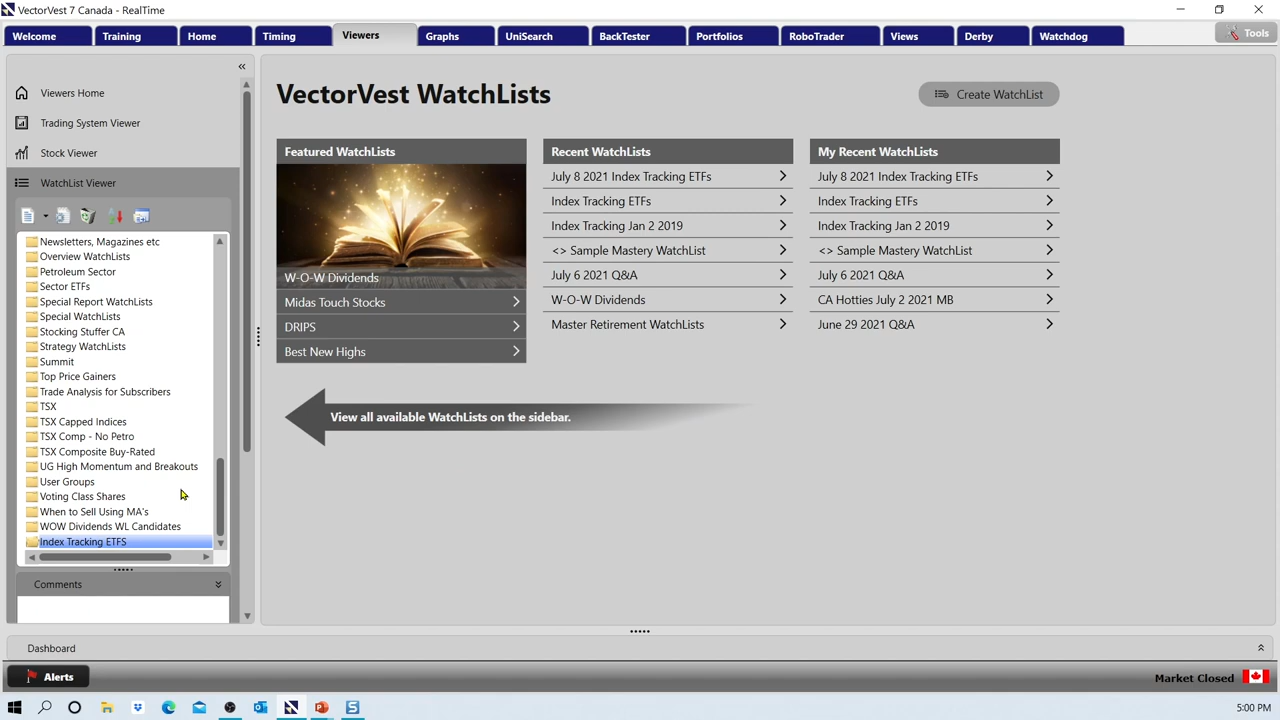 VectorVest 7 Canada - RealTime
Welcome
Training
Home
Timing
Viewers
Graphs
UniSearch
BackTester
Portfolios
RoboTrader
Views
Derby
Watchdog
Tools
Viewers Home
Trading System Viewer
Stock Viewer
WatchList Viewer
Newsletters, Magazines etc
Overview WatchLists
Petroleum Sector
Sector ETFs
Special Report WatchLists
Special WatchLists
Stocking Stuffer CA
Strategy WatchLists
Summit
Top Price Gainers
Trade Analysis for Subscribers
TSX
TSX Capped Indices
TSX Comp - No Petro
TSX Composite Buy-Rated
UG High Momentum and Breakouts
User Groups
Voting Class Shares
When to Sell Using MA's
WOW Dividends WL Candidates
Index Tracking ETFS
Comments
VectorVest WatchLists
Create WatchList
Featured WatchLists
W-O-W Dividends
Midas Touch Stocks
DRIPS
Best New Highs
Recent WatchLists
July 8 2021 Index Tracking ETFs
Index Tracking ETFs
Index Tracking Jan 2 2019
<> Sample Mastery WatchList
July 6 2021 Q&A
W-O-W Dividends
Master Retirement WatchLists
My Recent WatchLists
July 8 2021 Index Tracking ETFs
Index Tracking ETFs
Index Tracking Jan 2 2019
<> Sample Mastery WatchList
July 6 2021 Q&A
CA Hotties July 2 2021 MB
June 29 2021 Q&A
View all available WatchLists on the sidebar.
Dashboard
Alerts
Market Closed
5:00 PM